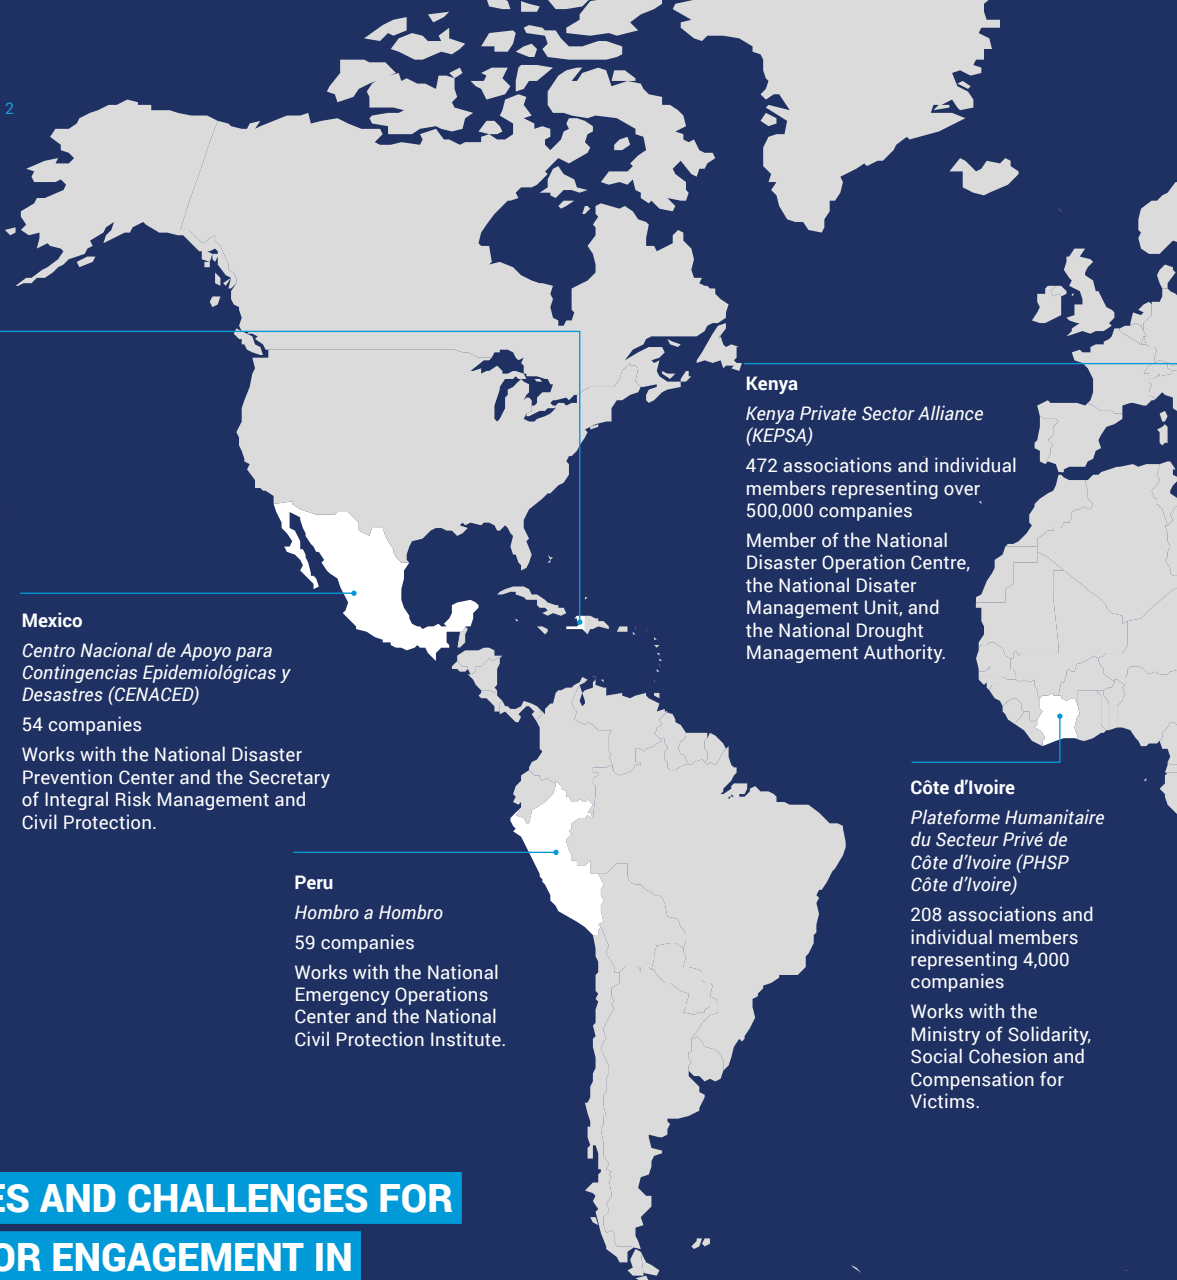 2
Kenya
Kenya Private Sector Alliance
(KEPSA)
472 associations and individual
members representing over
500,000 companies
Member of the National
Disaster Operation Centre,
the National Disater
Management Unit, and
the National Drought
Management Authority.
Mexico
Centro Nacional de Apoyo para
Contingencias Epidemiológicas y
Desastres (CENACED)
54 companies
Works with the National Disaster
Prevention Center and the Secretary
of Integral Risk Management and
Civil Protection.
Peru
Hombro a Hombro
59 companies
Works with the National
Emergency Operations
Center and the National
Civil Protection Institute.
Côte d'Ivoire
Plateforme Humanitaire
du Secteur Privé de
Côte d'Ivoire (PHSP
Côte d'Ivoire)
208 associations and
individual members
representing 4,000
companies
Works with the
Ministry of Solidarity,
Social Cohesion and
Compensation for
Victims.
ES AND CHALLENGES FOR
OR ENGAGEMENT IN